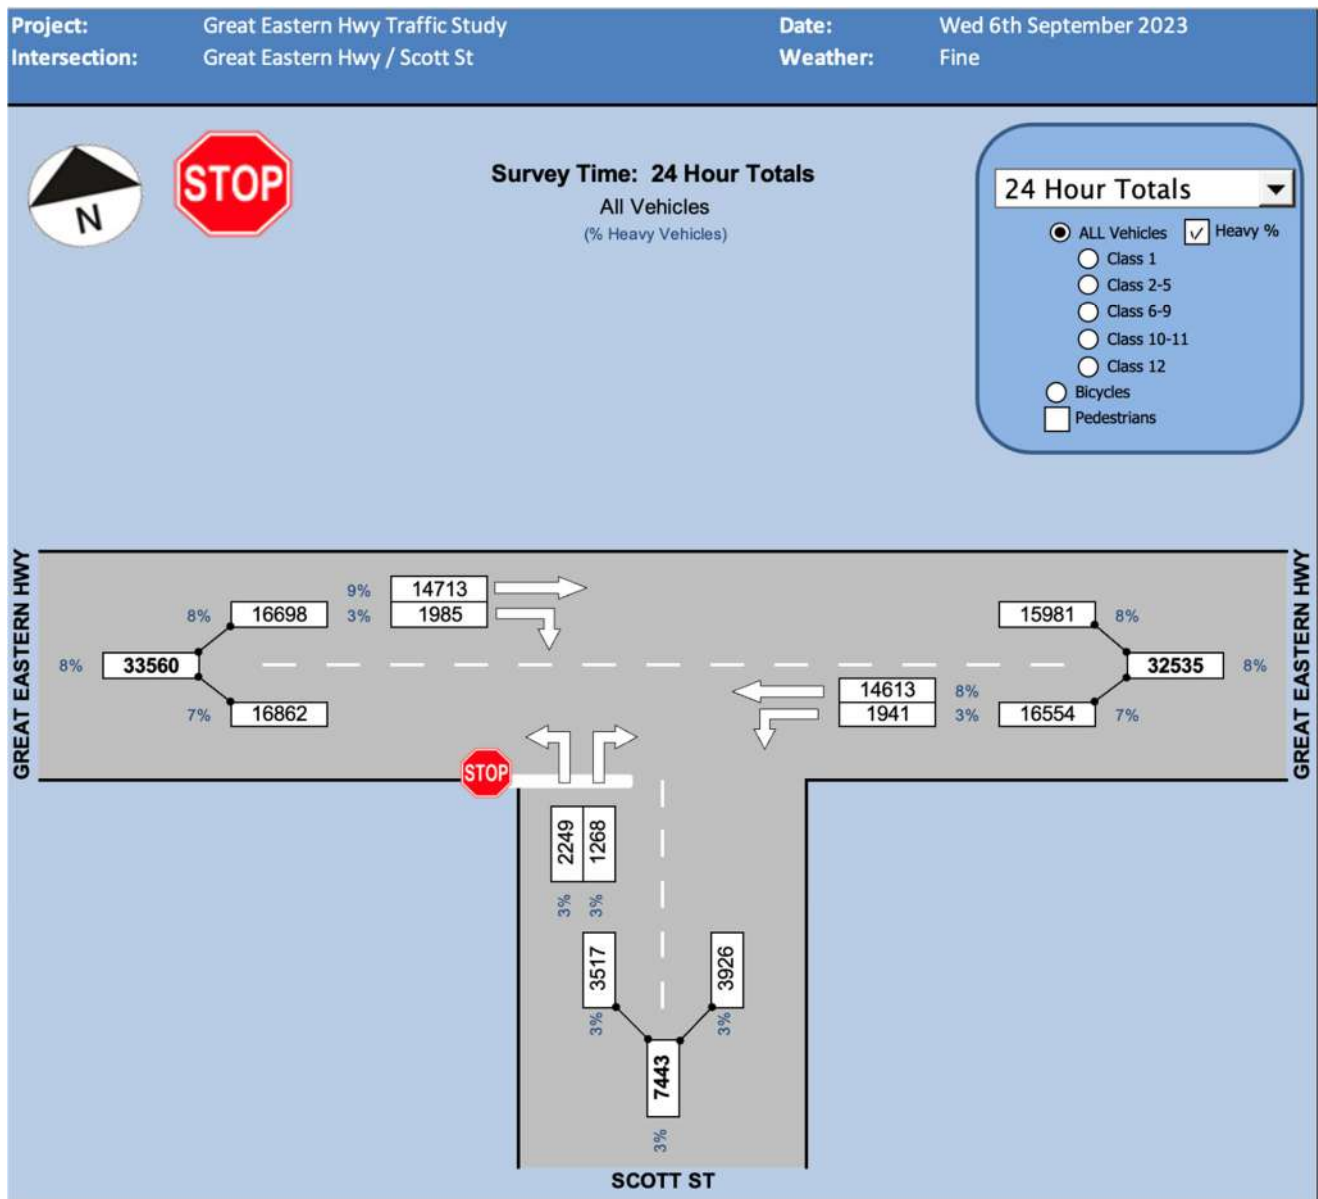 Project: Great Eastern Hwy Traffic Study Date: Wed 6th September 2023
Intersection: Great Eastern Hwy / Scott St Weather: Fine
N
STOP
Survey Time: 24 Hour Totals
All Vehicles
(% Heavy Vehicles)
24 Hour Totals
ALL Vehicles Heavy %
Class 1
Class 2-5
Class 6-9
Class 10-11
Class 12
Bicycles
Pedestrians
GREAT EASTERN HWY
9% 14713
8% 16698 3% 1985
8% 33560
7% 16862
15981 8%
32535 8%
14613 8%
1941 3% 16554 7%
GREAT EASTERN HWY
STOP
2249 1268
3% 3%
3517 3926
3% 3%
7443
3%
SCOTT ST